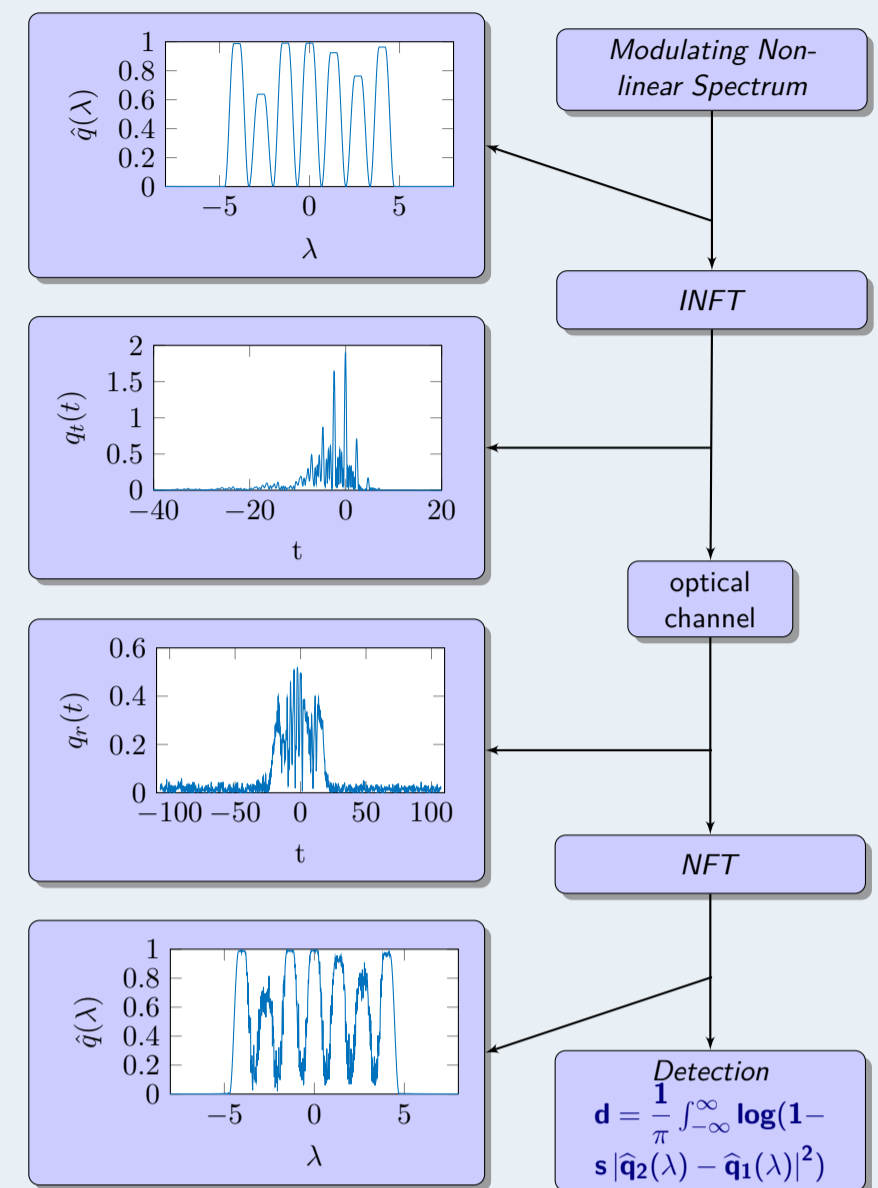 1
0.8
0.6
0.4
0.2
0
−5 0 5
q̂(λ)
λ
Modulating Non-
linear Spectrum
INFT
2
1.5
1
0.5
0
−40 −20 0 20
q_t(t)
t
optical
channel
0.6
0.4
0.2
0
−100 −50 0 50 100
q_r(t)
t
NFT
1
0.8
0.6
0.4
0.2
0
−5 0 5
q̂(λ)
λ
Detection
d = 1/π ∫_{−∞}^{∞} log(1−
s |q̂₂(λ) − q̂₁(λ)|²)